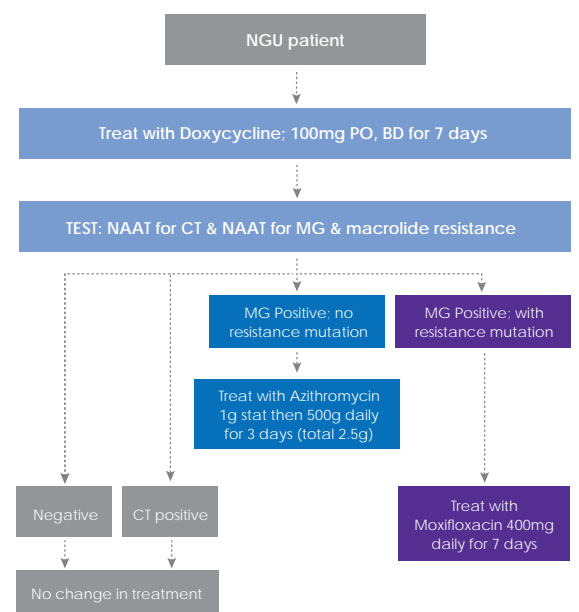 NGU patient
Treat with Doxycycline; 100mg PO, BD for 7 days
TEST: NAAT for CT & NAAT for MG & macrolide resistance
MG Positive; no
resistance mutation
MG Positive; with
resistance mutation
Treat with Azithromycin
1g stat then 500g daily
for 3 days (total 2.5g)
Negative
CT positive
Treat with
Moxifloxacin 400mg
daily for 7 days
No change in treatment